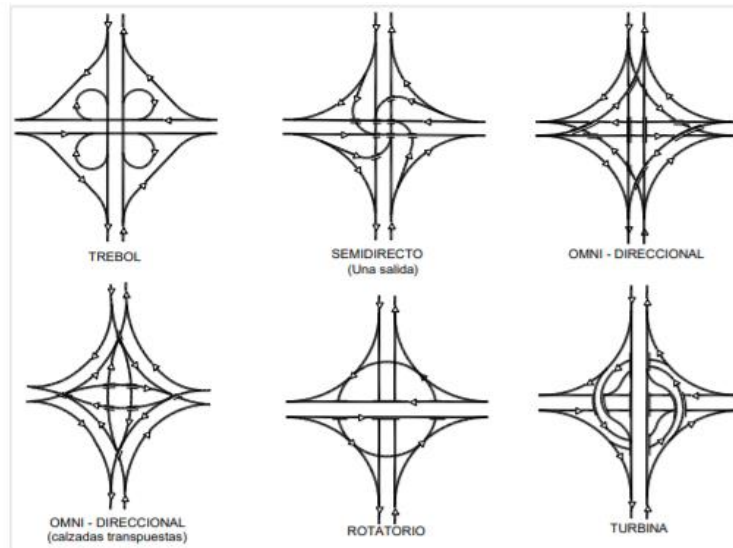 TREBOL
SEMIDIRECTO
(Una salida)
OMNI - DIRECCIONAL
OMNI - DIRECCIONAL
(calzadas transpuestas)
ROTATORIO
TURBINA